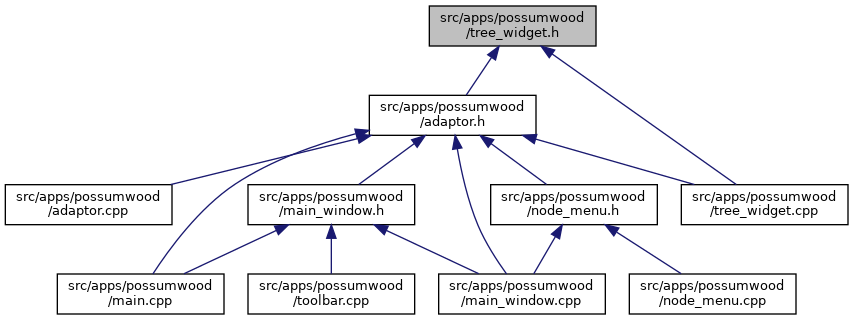 src/apps/possumwood
/tree_widget.h
src/apps/possumwood
/adaptor.h
src/apps/possumwood
/adaptor.cpp
src/apps/possumwood
/main_window.h
src/apps/possumwood
/node_menu.h
src/apps/possumwood
/tree_widget.cpp
src/apps/possumwood
/main.cpp
src/apps/possumwood
/toolbar.cpp
src/apps/possumwood
/main_window.cpp
src/apps/possumwood
/node_menu.cpp